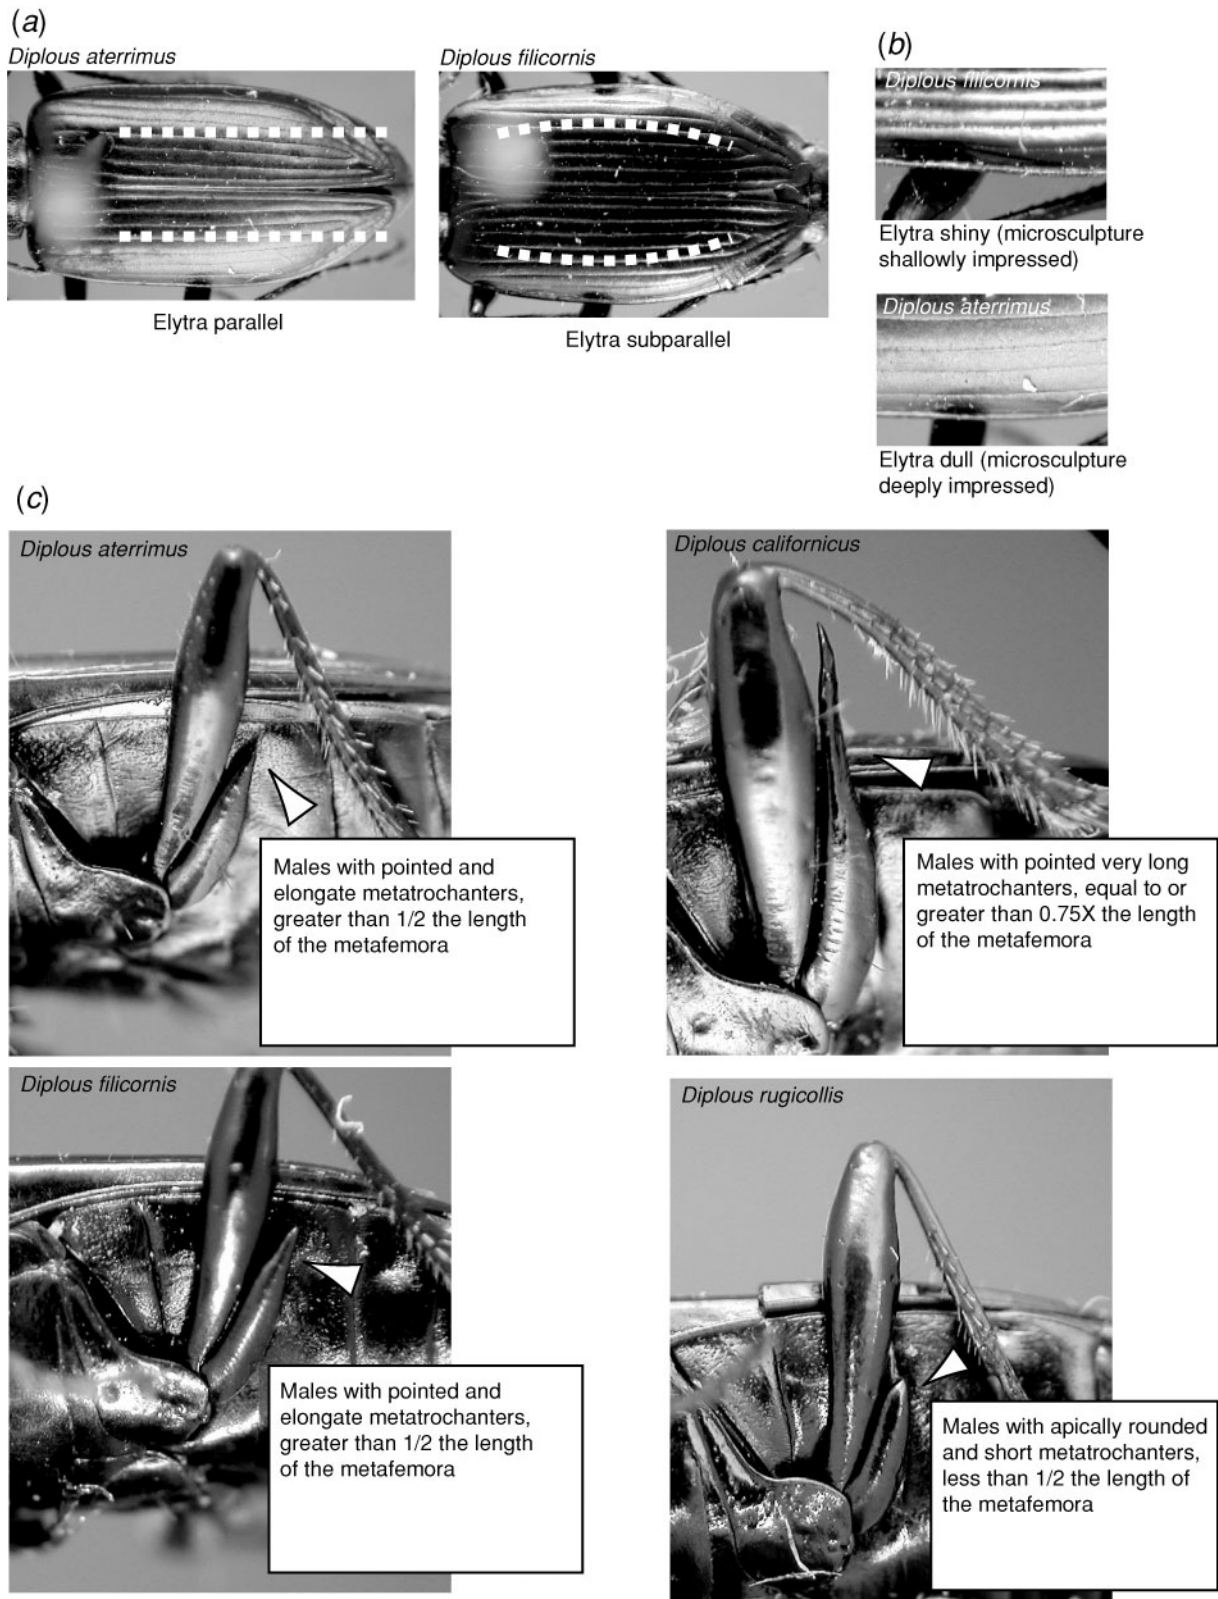 (a)
Diplous aterrimus
Diplous filicornis
Elytra parallel
Elytra subparallel
(b)
Diplous filicornis
Elytra shiny (microsculpture
shallowly impressed)
Diplous aterrimus
Elytra dull (microsculpture
deeply impressed)
(c)
Diplous aterrimus
Males with pointed and
elongate metatrochanters,
greater than 1/2 the length
of the metafemora
Diplous californicus
Males with pointed very long
metatrochanters, equal to or
greater than 0.75X the length
of the metafemora
Diplous filicornis
Males with pointed and
elongate metatrochanters,
greater than 1/2 the length
of the metafemora
Diplous rugicollis
Males with apically rounded
and short metatrochanters,
less than 1/2 the length of
the metafemora